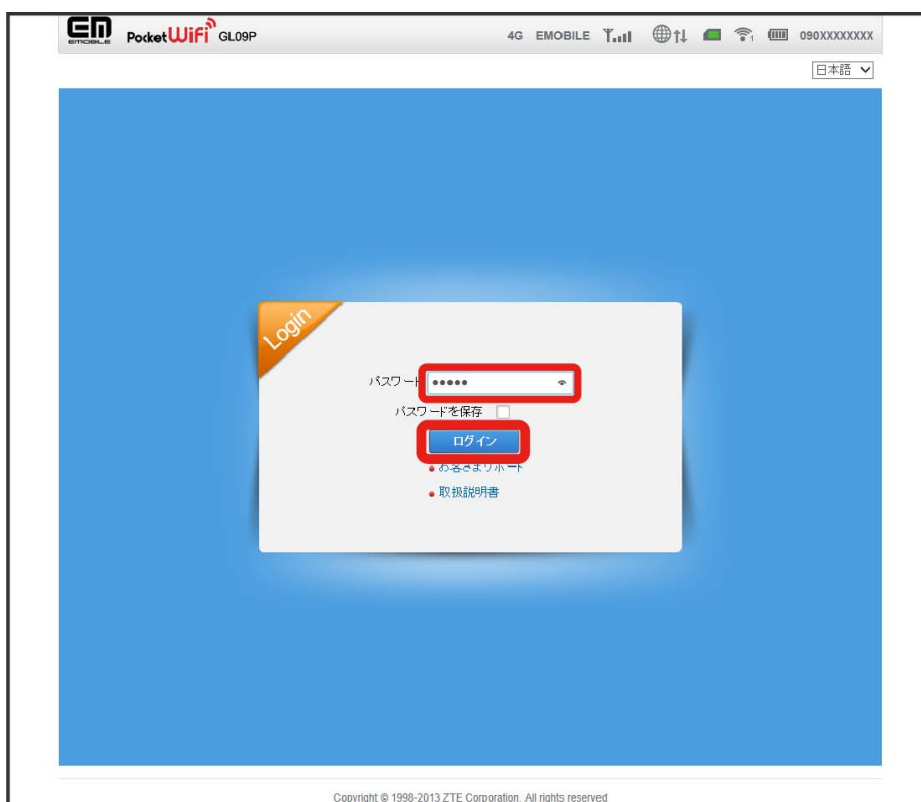 EM
EMOBILE
Pocket WiFi GL09P
4G EMOBILE 1 090XXXXXXXX
日本語
Login
パスワード
パスワードを保存
ログイン
お客さまサポート
取扱説明書
Copyright © 1998-2013 ZTE Corporation. All rights reserved